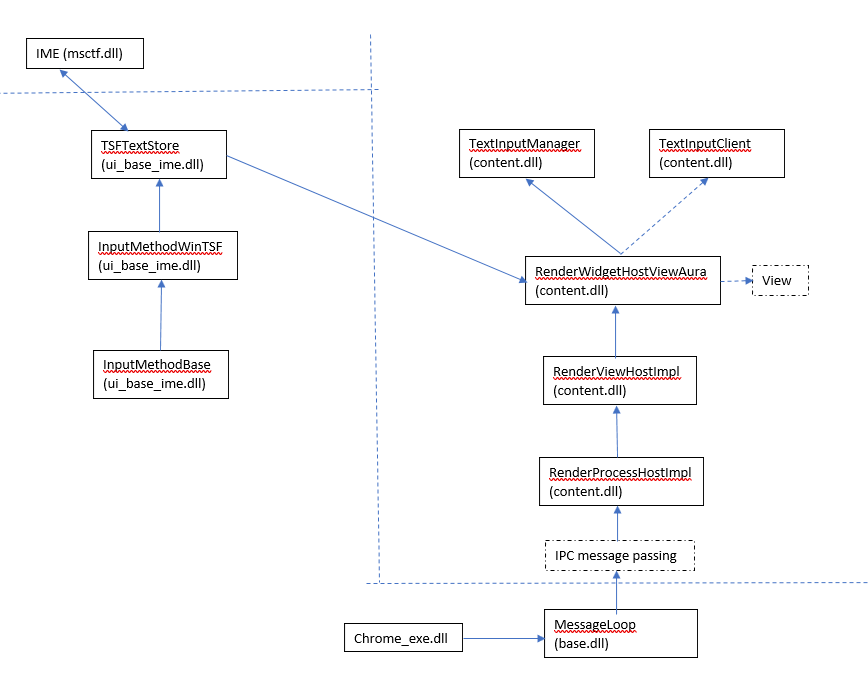 IME (msctf.dll)
TSFTextStore
(ui_base_ime.dll)
TextInputManager
(content.dll)
TextInputClient
(content.dll)
InputMethodWinTSF
(ui_base_ime.dll)
RenderWidgetHostViewAura
(content.dll)
View
InputMethodBase
(ui_base_ime.dll)
RenderViewHostImpl
(content.dll)
RenderProcessHostImpl
(content.dll)
IPC message passing
Chrome_exe.dll
MessageLoop
(base.dll)